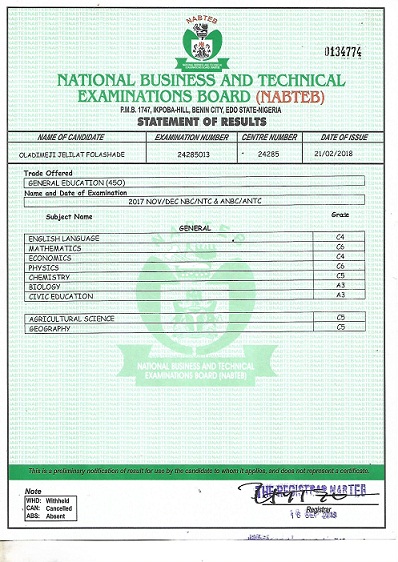 NABTEB
0134774
NATIONAL BUSINESS AND TECHNICAL
EXAMINATIONS BOARD (NABTEB)
P.M.B. 1747, IKPOBA-HILL, BENIN CITY, EDO STATE-NIGERIA
STATEMENT OF RESULTS
NAME OF CANDIDATE EXAMINATION NUMBER CENTRE NUMBER DATE OF ISSUE
OLADIMEJI JELILAT FOLASHADE 24285013 24285 21/02/2018
Trade Offered
GENERAL EDUCATION (450)
Name and Date of Examination
2017 NOV/DEC NBC/NTC & ANBC/ANTC
Subject Name Grade
GENERAL
ENGLISH LANGUAGE C4
MATHEMATICS C6
ECONOMICS C4
PHYSICS C6
CHEMISTRY C5
BIOLOGY A3
CIVIC EDUCATION A3
AGRICULTURAL SCIENCE C5
GEOGRAPHY C5
NABTEB
NATIONAL BUSINESS AND TECHNICAL
EXAMINATIONS BOARD (NABTEB)
This is a preliminary notification of result for use by the candidate to whom it applies, and does not represent a certificate.
Note
WHD: Withheld
CAN: Cancelled
ABS: Absent
THE REGISTRAR NABTEB
Registrar